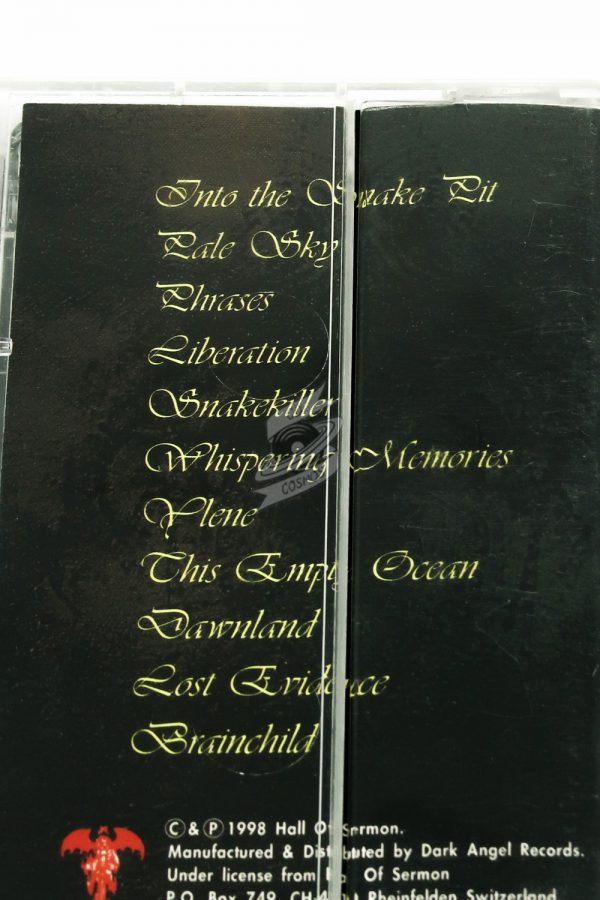 Into the Snake Pit
Pale Sky
Phrases
Liberation
Snakekiller
Whispering Memories
Ylene
This Empty Ocean
Dawnland
Lost Evidence
Brainchild
© & ℗ 1998 Hall Of Sermon.
Manufactured & Distributed by Dark Angel Records.
Under license from Of Sermon
P.O. Box 749, Rheinfelden Switzerland